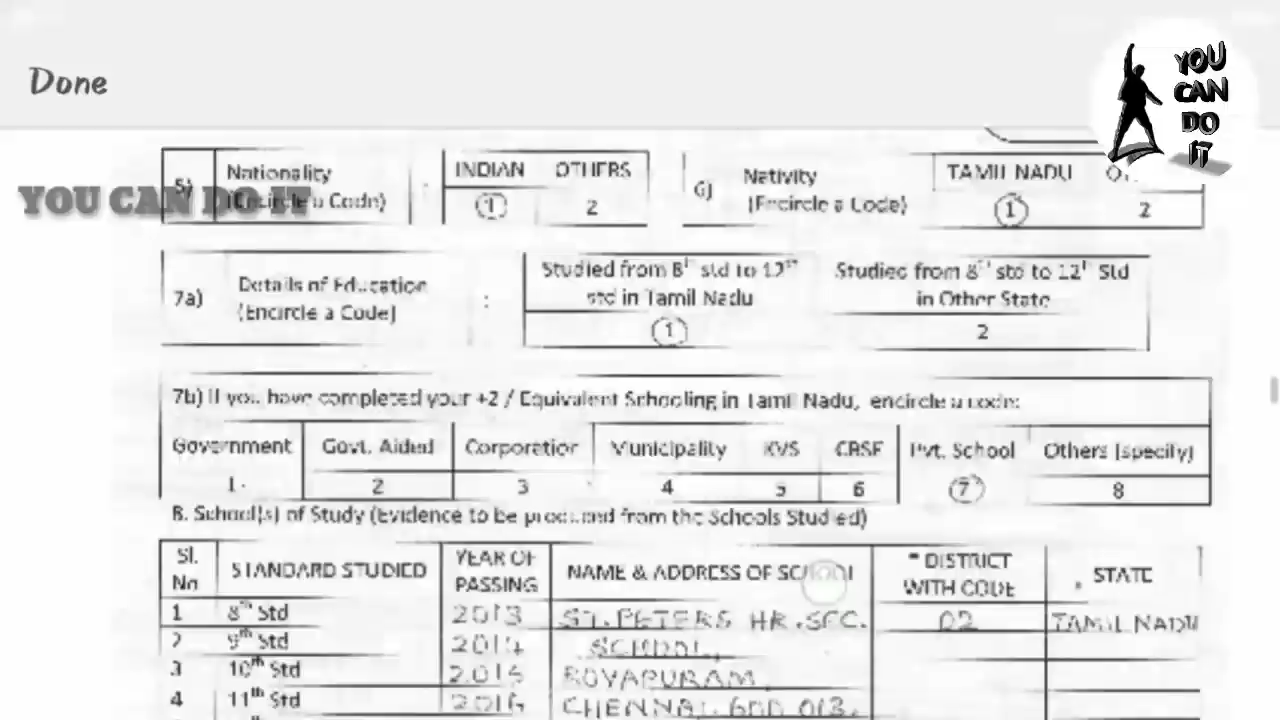 Done
YOU
CAN
DO
IT
YOU CAN DO IT
5) Nationality (Encircle a Code) :
INDIAN OTHERS
1 2
6) Nativity (Encircle a Code)
TAMIL NADU
1 2
7a) Details of Education (Encircle a Code) :
Studied from 8th std to 12th std in Tamil Nadu
Studied from 8th std to 12th Std in Other State
1 2
7b) If you have completed your +2 / Equivalent Schooling in Tamil Nadu, encircle a code:
Government Govt. Aided Corporation Municipality KVS CBSE Pvt. School Others (specify)
1 2 3 4 5 6 7 8
8. School(s) of Study (Evidence to be produced from the Schools Studied)
Sl. No STANDARD STUDIED YEAR OF PASSING NAME & ADDRESS OF SCHOOL * DISTRICT WITH CODE STATE
1 8th Std 2013 ST. PETERS HR. SEC. 02 TAMIL NADU
2 9th Std 2014 SCHOOL,
3 10th Std 2015 ROYAPURAM
4 11th Std 2016 CHENNAI. 600 013.